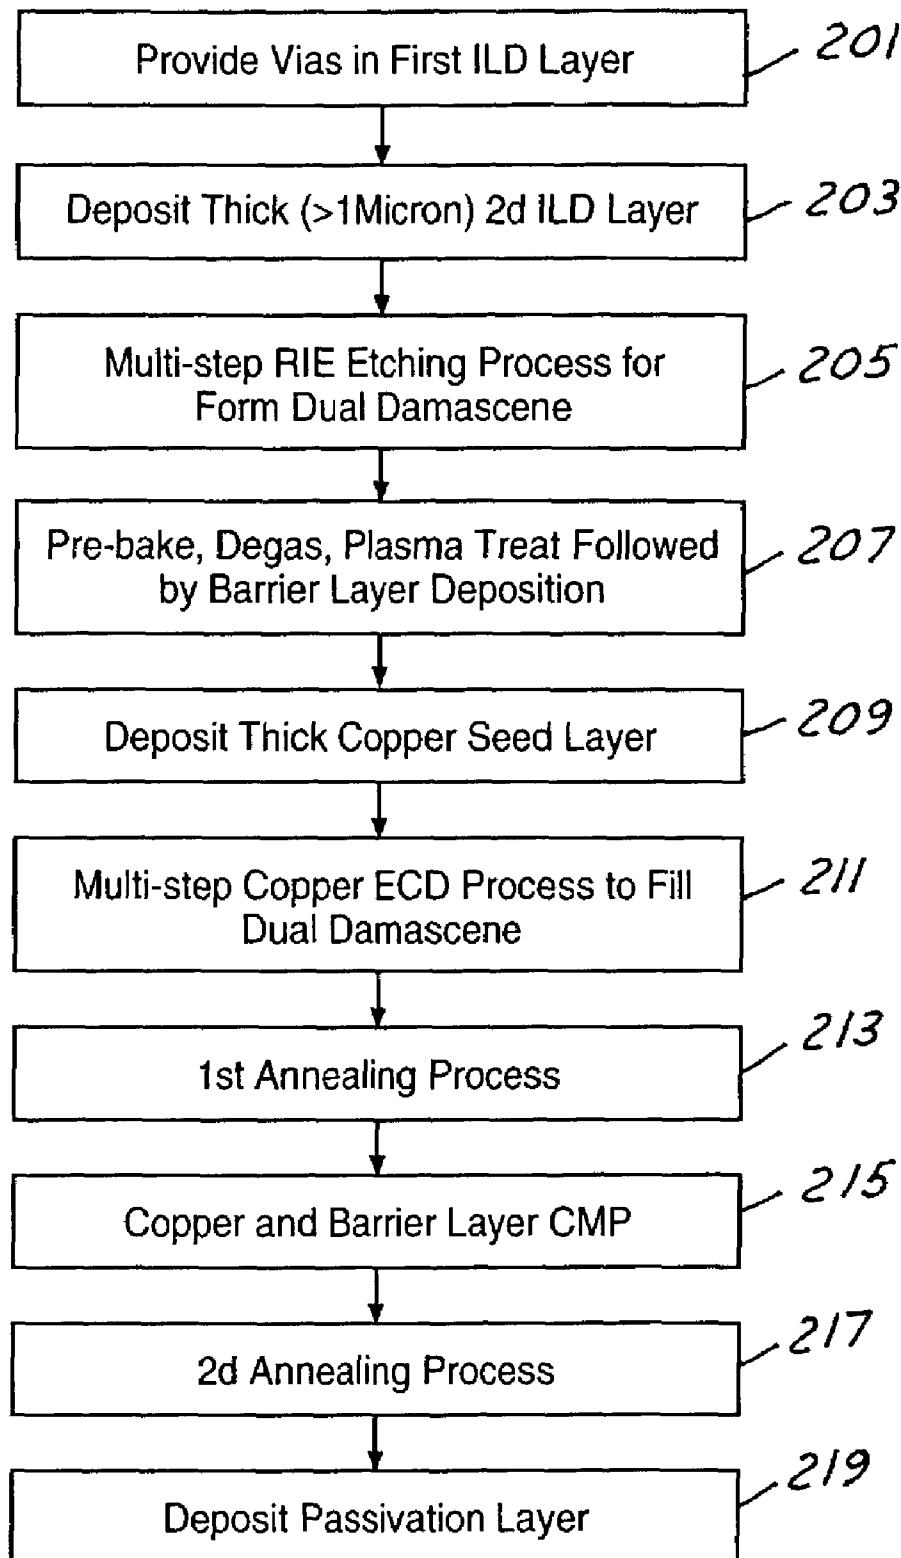 Provide Vias in First ILD Layer
201
Deposit Thick (>1Micron) 2d ILD Layer
203
Multi-step RIE Etching Process for
Form Dual Damascene
205
Pre-bake, Degas, Plasma Treat Followed
by Barrier Layer Deposition
207
Deposit Thick Copper Seed Layer
209
Multi-step Copper ECD Process to Fill
Dual Damascene
211
1st Annealing Process
213
Copper and Barrier Layer CMP
215
2d Annealing Process
217
Deposit Passivation Layer
219